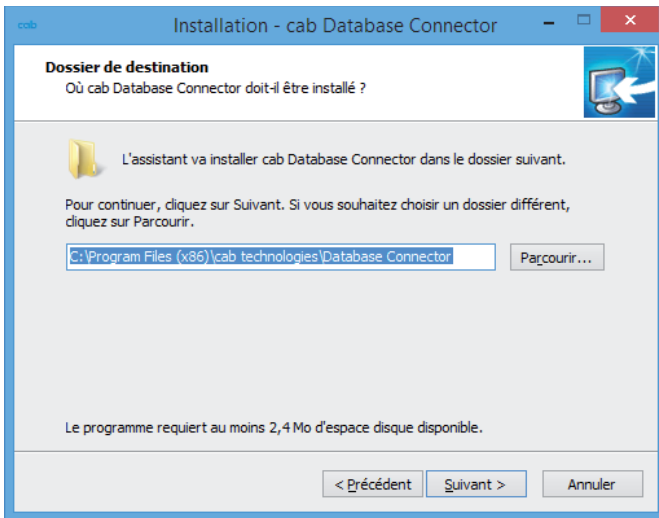 cab
Installation - cab Database Connector
Dossier de destination
Où cab Database Connector doit-il être installé ?
L'assistant va installer cab Database Connector dans le dossier suivant.
Pour continuer, cliquez sur Suivant. Si vous souhaitez choisir un dossier différent,
cliquez sur Parcourir.
C:\Program Files (x86)\cab technologies\Database Connector
Parcourir...
Le programme requiert au moins 2,4 Mo d'espace disque disponible.
< Précédent
Suivant >
Annuler